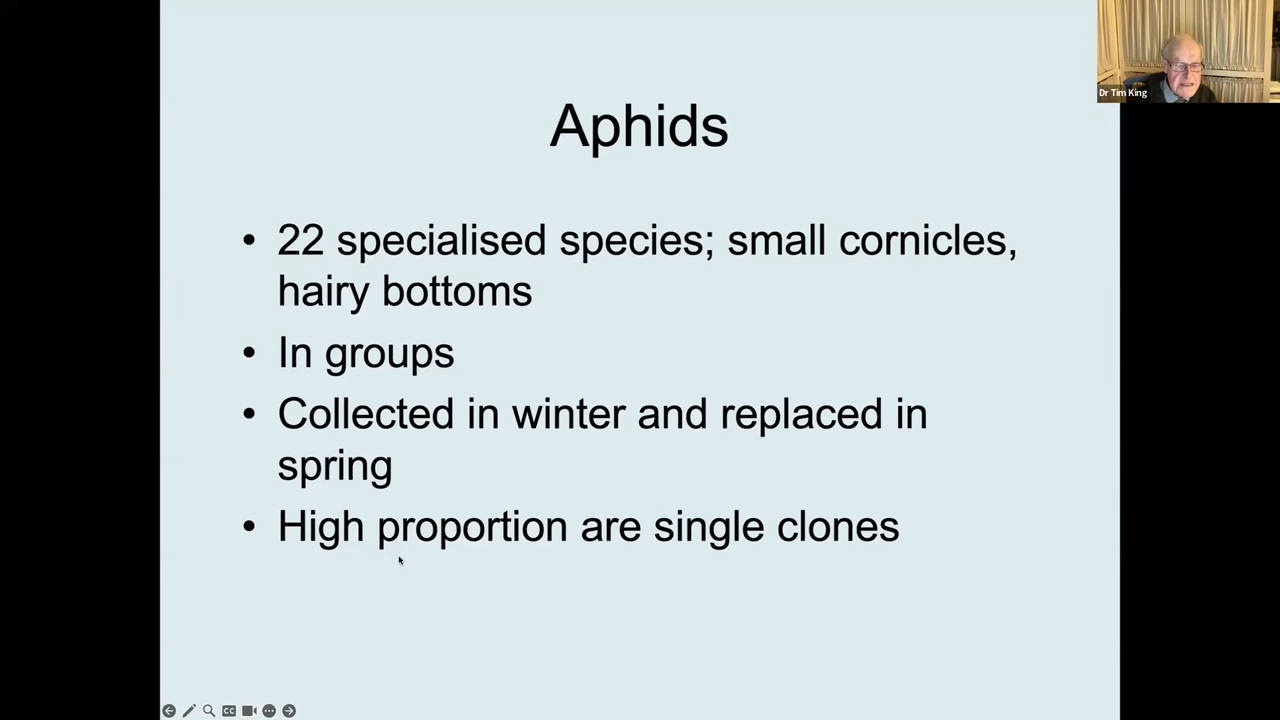 Dr Tim King
Aphids
• 22 specialised species; small cornicles,
hairy bottoms
• In groups
• Collected in winter and replaced in
spring
• High proportion are single clones
CC